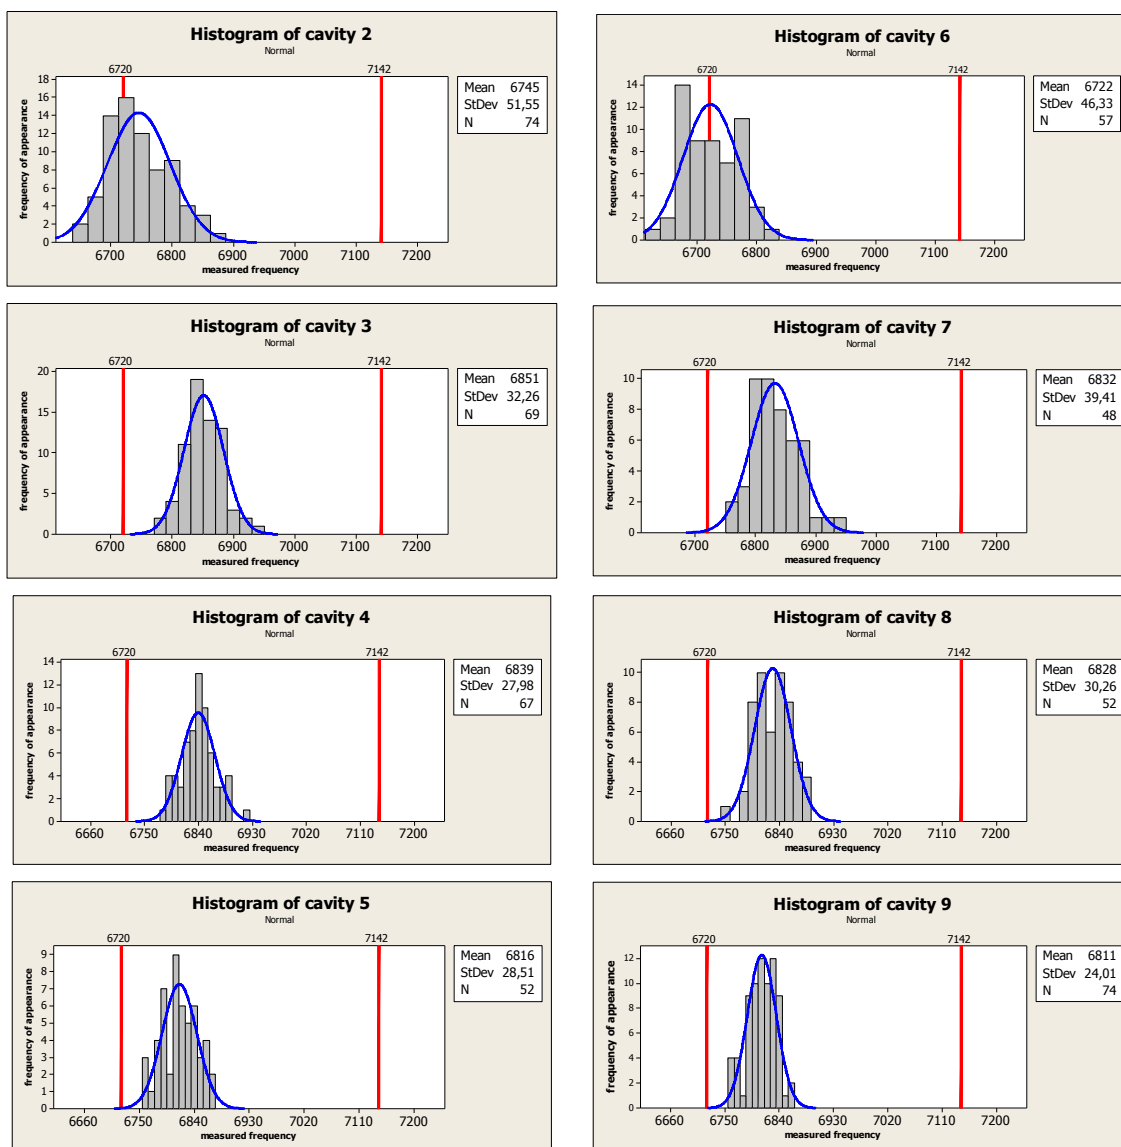 Histogram of cavity 2
Normal
6720 7142
18
16
14
12
10
8
6
4
2
0
frequency of appearance
6700 6800 6900 7000 7100 7200
measured frequency
Mean 6745
StDev 51,55
N 74
Histogram of cavity 6
Normal
6720 7142
14
12
10
8
6
4
2
0
frequency of appearance
6700 6800 6900 7000 7100 7200
measured frequency
Mean 6722
StDev 46,33
N 57
Histogram of cavity 3
Normal
6720 7142
20
15
10
5
0
frequency of appearance
6700 6800 6900 7000 7100 7200
measured frequency
Mean 6851
StDev 32,26
N 69
Histogram of cavity 7
Normal
6720 7142
10
8
6
4
2
0
frequency of appearance
6700 6800 6900 7000 7100 7200
measured frequency
Mean 6832
StDev 39,41
N 48
Histogram of cavity 4
Normal
6720 7142
14
12
10
8
6
4
2
0
frequency of appearance
6660 6750 6840 72930 7020 7110 7200
measured frequency
Mean 6839
StDev 27,98
N 67
Histogram of cavity 8
Normal
6720 7142
10
8
6
4
2
0
frequency of appearance
6660 6750 6840 6930 7020 7110 7200
measured frequency
Mean 6828
StDev 30,26
N 52
Histogram of cavity 5
Normal
6720 7142
9
8
7
6
5
4
3
2
1
0
frequency of appearance
6660 6750 6840 6930 7020 7110 7200
measured frequency
Mean 6816
StDev 28,51
N 52
Histogram of cavity 9
Normal
6720 7142
12
10
8
6
4
2
0
frequency of appearance
6660 6750 6840 6930 7020 7110 7200
measured frequency
Mean 6811
StDev 24,01
N 74